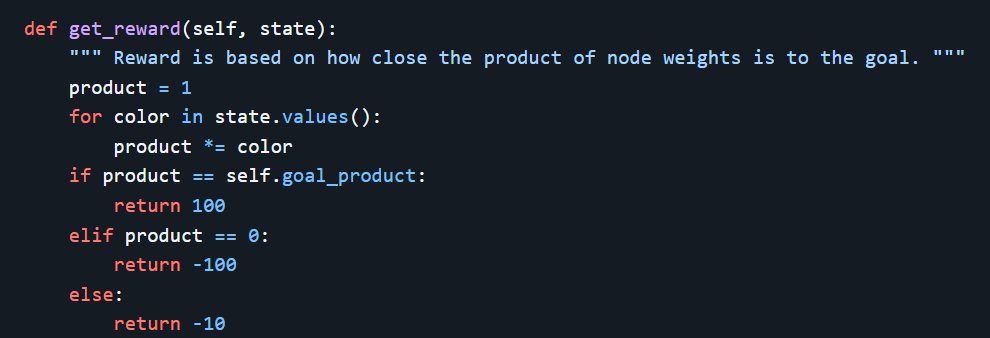 def get_reward(self, state):
    """ Reward is based on how close the product of node weights is to the goal. """
    product = 1
    for color in state.values():
        product *= color
    if product == self.goal_product:
        return 100
    elif product == 0:
        return -100
    else:
        return -10